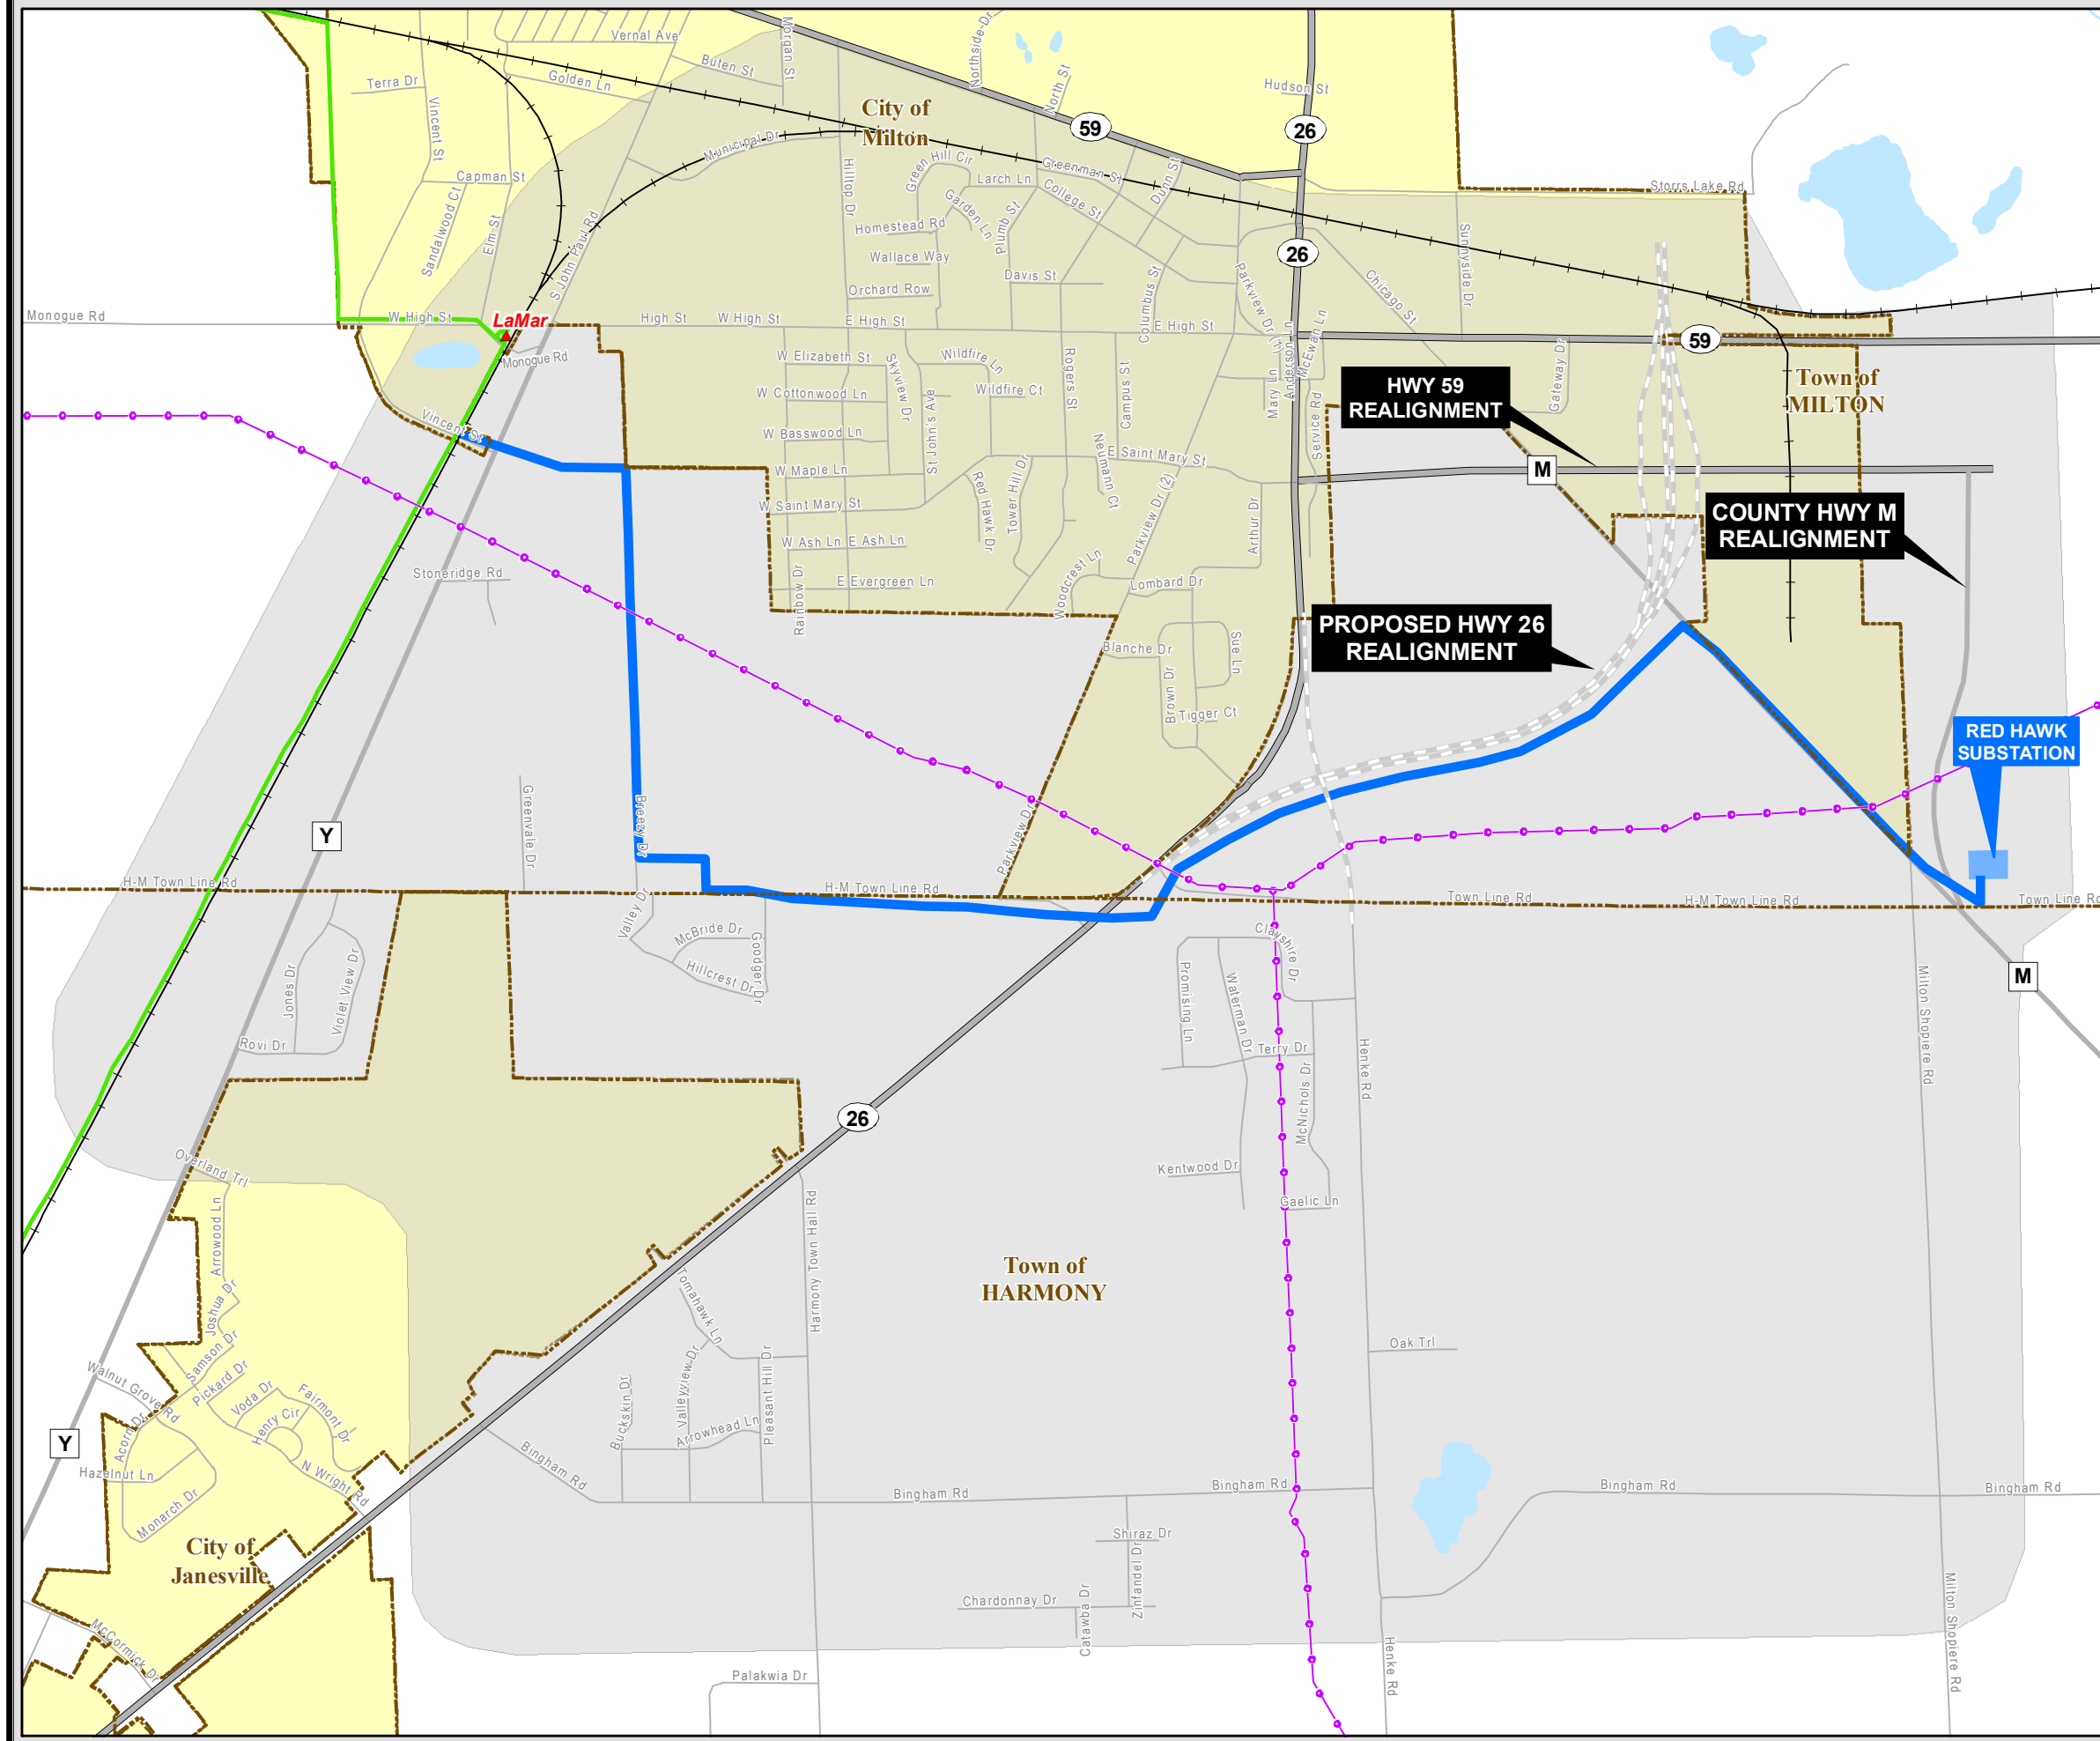 Vernal Ave
Morgan St
Northside Dr
Buten St
Terra Dr
Golden Ln
North St
Hudson St
Vincent St
City of
Milton
59
26
Municipal Dr
Hilltop Dr
Green Hill Cir
Greenman St
Dunn St
Capman St
Larch Ln
College St
Storrs Lake Rd
Sandalwood Ct
Elm St
S John Paul Rd
Garden Ln
Plumb St
Homestead Rd
Wallace Way
Davis St
Orchard Row
Columbus St
Parkview Dr (1)
26
Chicago St
Sunnyside Dr
Monogue Rd
W High St
LaMar
High St
W High St
E High St
E High St
Anderson Ln
McEwan Ln
59
Monogue Rd
W Elizabeth St
Skyview Dr
Wildfire Ln
Rogers St
Campus St
Mary Ln
Service Rd
HWY 59
REALIGNMENT
Gateway Dr
Town of
MILTON
W Cottonwood Ln
Wildfire Ct
St John's Ave
Vincent St
W Basswood Ln
Neumann Ct
E Saint Mary St
W Maple Ln
M
Red Hawk Dr
Tower Hill Dr
Parkview Dr (2)
W Saint Mary St
Arthur Dr
COUNTY HWY M
REALIGNMENT
W Ash Ln
E Ash Ln
Stoneridge Rd
Rainbow Dr
E Evergreen Ln
Woodcrest Ln
Lombard Dr
PROPOSED HWY 26
REALIGNMENT
Blanche Dr
Sue Ln
Brown Dr
Tigger Ct
RED HAWK
SUBSTATION
Y
Greenvale Dr
Breezy Dr
Parkview Dr
H-M Town Line Rd
H-M Town Line Rd
Town Line Rd
H-M Town Line Rd
Town Line Rd
Valley Dr
McBride Dr
Goodger Dr
Hillcrest Dr
Clayshire Dr
Jones Dr
Violet View Dr
Promising Ln
Waterman Dr
Milton Shopiere Rd
M
Rovi Dr
Terry Dr
Henke Rd
McNichols Dr
26
Overland Trl
Kentwood Dr
Gaelic Ln
Arrowood Ln
Harmony Town Hall Rd
Town of
HARMONY
Joshua Dr
Tomahawk Ln
Samson Dr
Oak Trl
Walnut Grove Rd
Pickard Dr
Voda Dr
Fairmont Dr
Henry Cir
Acorn Dr
Buckskin Dr
Valleyview Dr
Pleasant Hill Dr
Arrowhead Ln
Y
Hazelnut Ln
N Wright Rd
Bingham Rd
Bingham Rd
Bingham Rd
Bingham Rd
Bingham Rd
Monarch Dr
Shiraz Dr
City of
Janesville
Zinfandel Dr
Chardonnay Dr
Catawba Dr
McCormick Dr
Henke Rd
Milton Shopiere Rd
Palakwia Dr